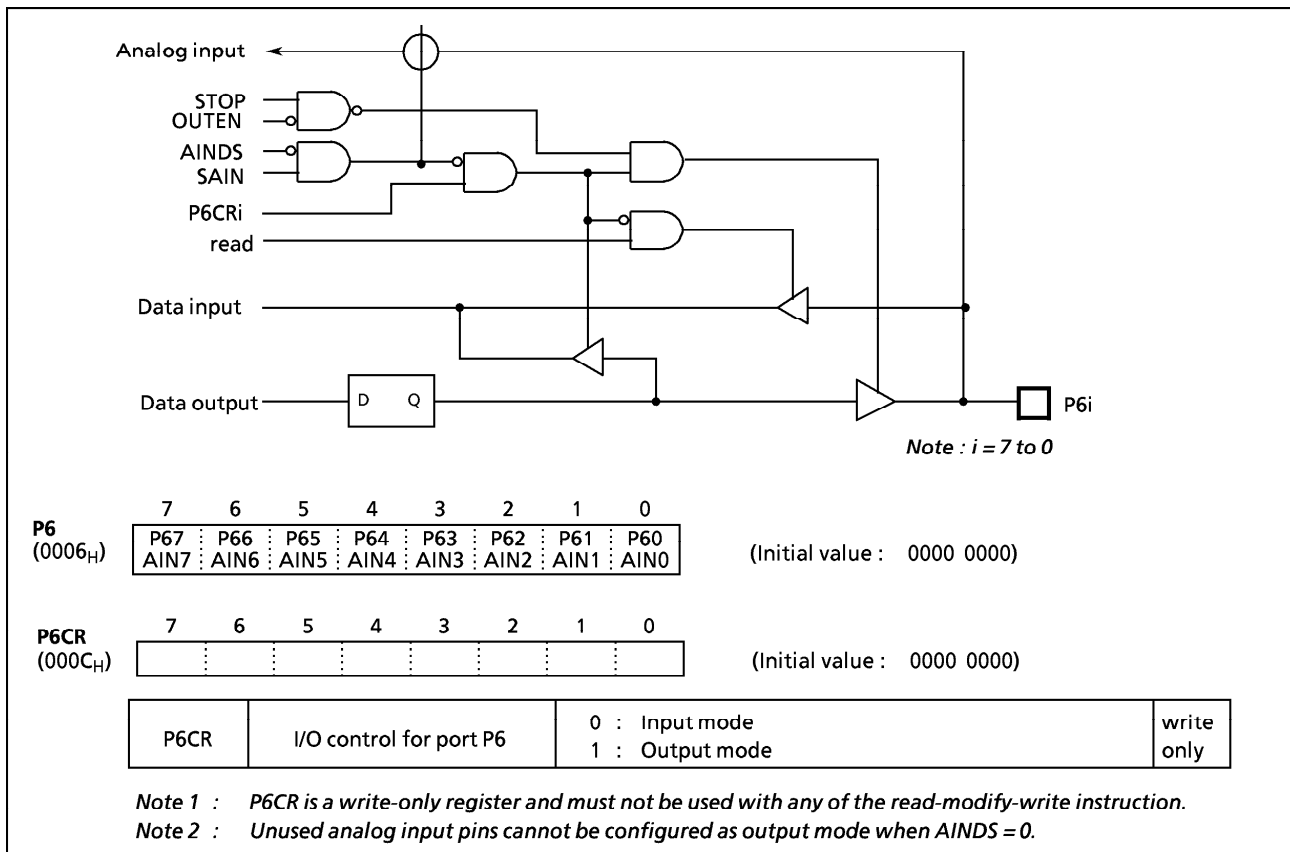 Analog input
STOP
OUTEN
AINDS
SAIN
P6CRi
read
Data input
Data output
D Q
P6i
Note : i = 7 to 0
7 6 5 4 3 2 1 0
P6
(0006H)
P67 P66 P65 P64 P63 P62 P61 P60
AIN7 AIN6 AIN5 AIN4 AIN3 AIN2 AIN1 AIN0
(Initial value : 0000 0000)
7 6 5 4 3 2 1 0
P6CR
(000CH)
(Initial value : 0000 0000)
P6CR
I/O control for port P6
0 : Input mode
1 : Output mode
write
only
Note 1 : P6CR is a write-only register and must not be used with any of the read-modify-write instruction.
Note 2 : Unused analog input pins cannot be configured as output mode when AINDS = 0.